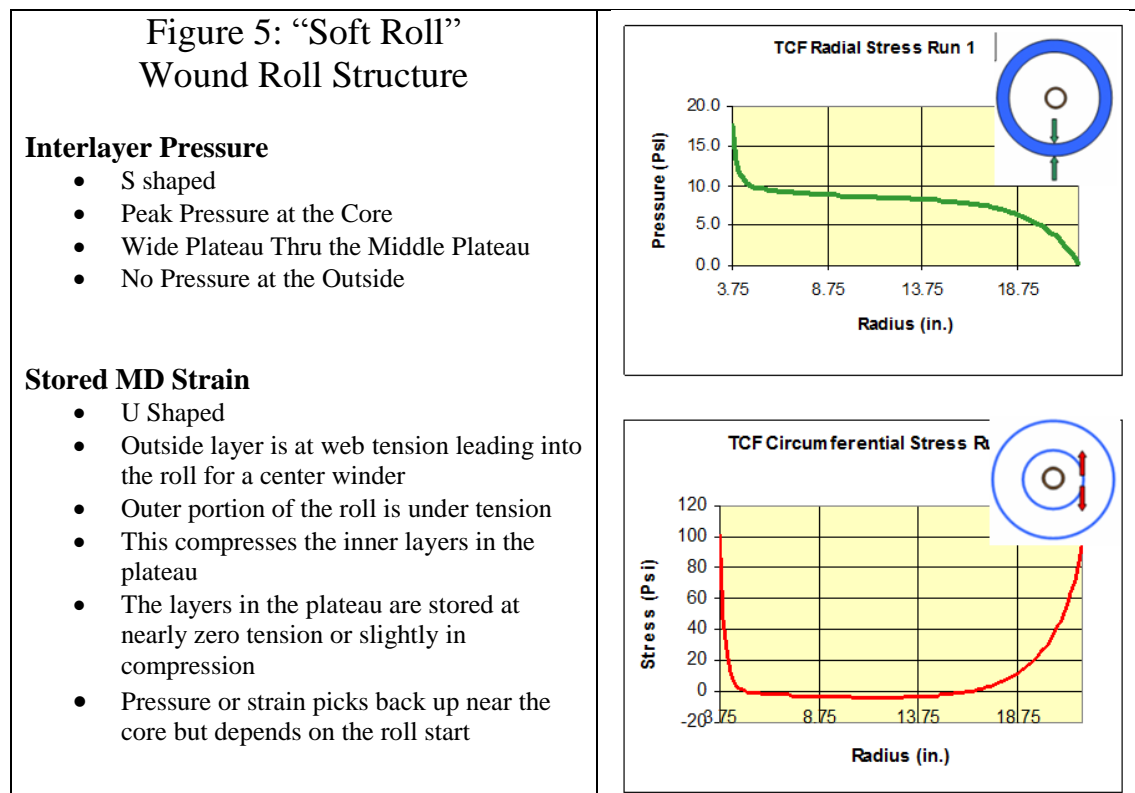 Figure 5: “Soft Roll”
Wound Roll Structure
Interlayer Pressure
• S shaped
• Peak Pressure at the Core
• Wide Plateau Thru the Middle Plateau
• No Pressure at the Outside
Stored MD Strain
• U Shaped
• Outside layer is at web tension leading into
the roll for a center winder
• Outer portion of the roll is under tension
• This compresses the inner layers in the
plateau
• The layers in the plateau are stored at
nearly zero tension or slightly in
compression
• Pressure or strain picks back up near the
core but depends on the roll start
TCF Radial Stress Run 1
Pressure (Psi)
20.0
15.0
10.0
5.0
0.0
3.75 8.75 13.75 18.75
Radius (in.)
TCF Circumferential Stress Ru
Stress (Psi)
120
100
80
60
40
20
0
-20
3.75 8.75 13.75 18.75
Radius (in.)